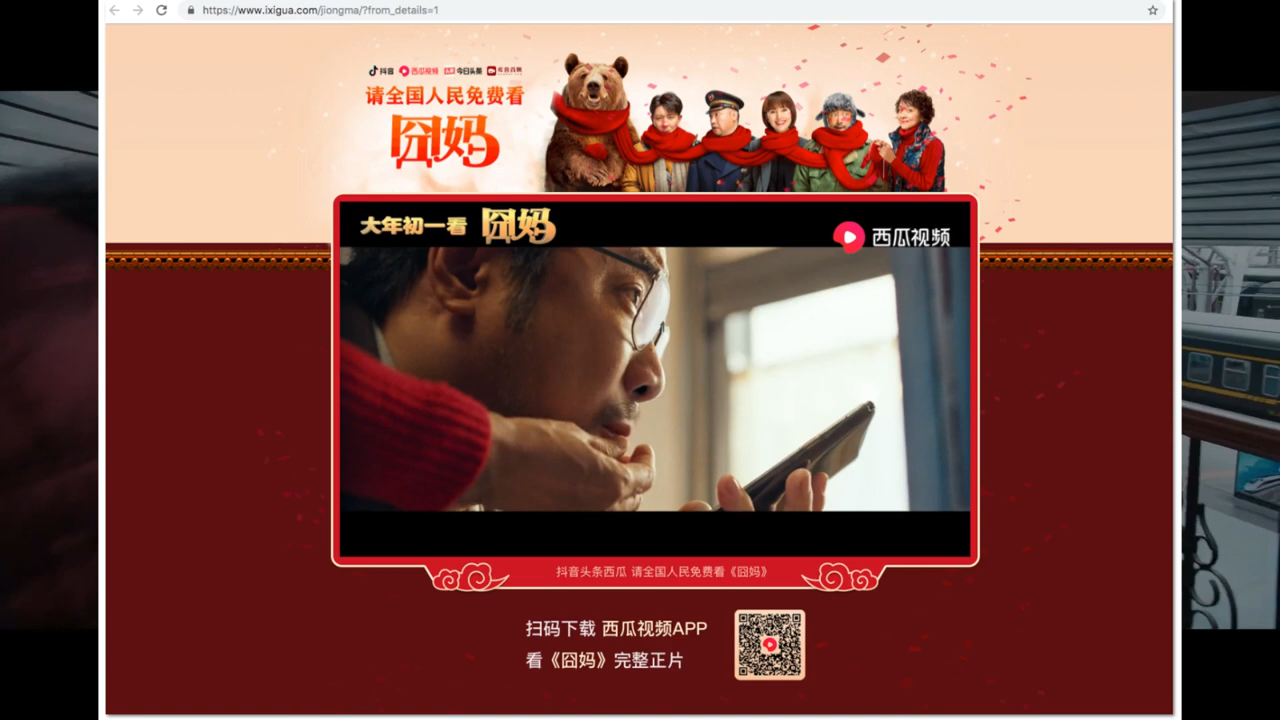 https://www.ixigua.com/jiongma/?from_details=1
抖音 西瓜视频 头条 今日头条
请全国人民免费看
囧妈
大年初一看 囧妈
西瓜视频
抖音头条西瓜 请全国人民免费看《囧妈》
扫码下载 西瓜视频APP
看《囧妈》完整正片